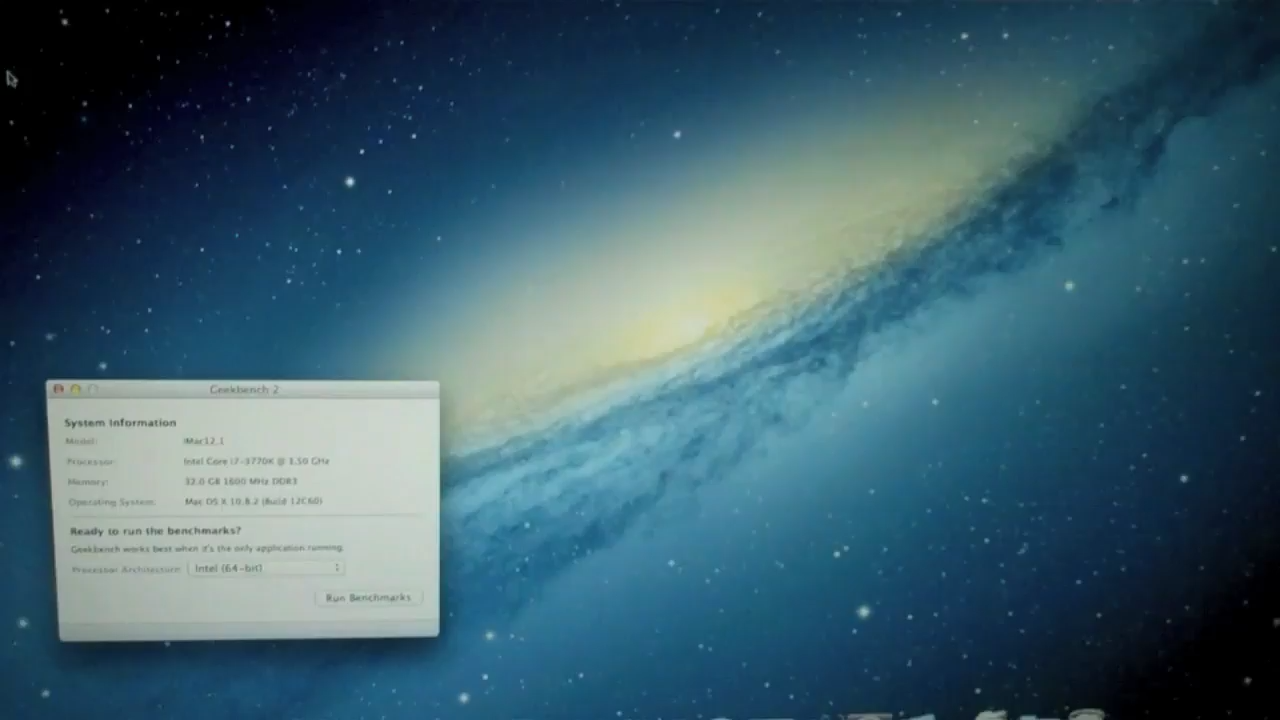 Geekbench 2
System Information
Model: iMac12,1
Processor: Intel Core i7-3770K @ 3.50 GHz
Memory: 32.0 GB 1600 MHz DDR3
Operating System: Mac OS X 10.8.2 (Build 12C60)
Ready to run the benchmarks?
Geekbench works best when it's the only application running.
Processor Architecture: Intel (64-bit)
Run Benchmarks